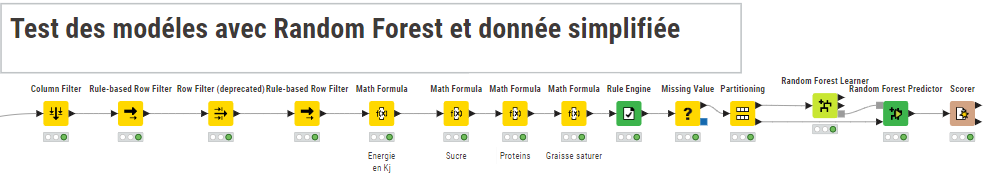 Test des modéles avec Random Forest et donnée simplifiée
Random Forest Learner
Column Filter Rule-based Row Filter Row Filter (deprecated) Rule-based Row Filter Math Formula Math Formula Math Formula Math Formula Rule Engine Missing Value Partitioning Random Forest Predictor Scorer
f(x) f(x) f(x) f(x) ?
Energie Sucre Proteins Graisse saturer
en Kj